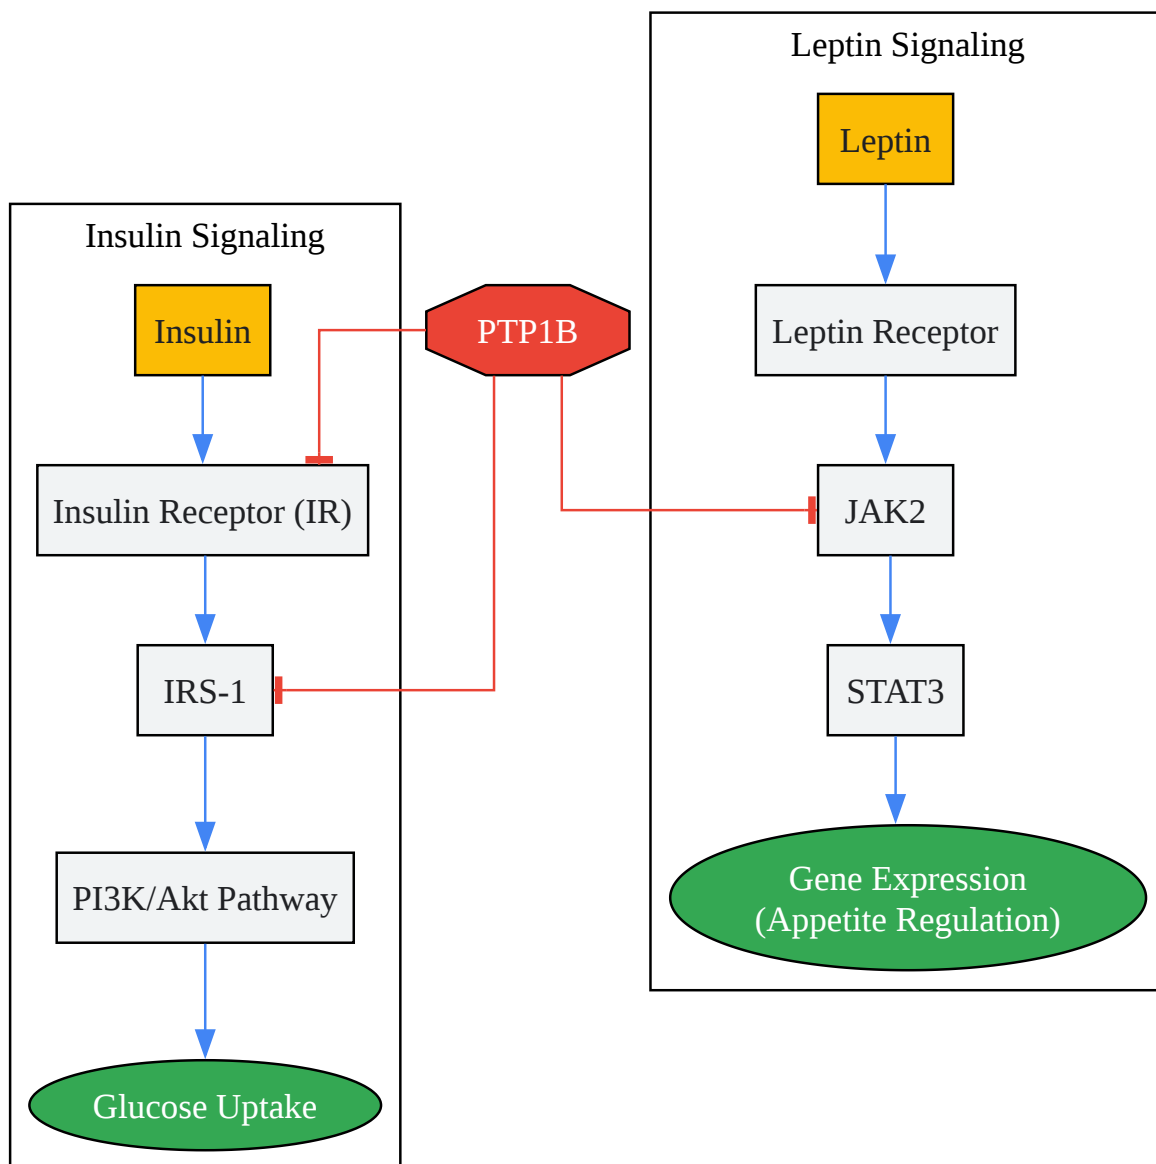 Insulin Signaling
Insulin
Insulin Receptor (IR)
IRS-1
PI3K/Akt Pathway
Glucose Uptake
PTP1B
Leptin Signaling
Leptin
Leptin Receptor
JAK2
STAT3
Gene Expression
(Appetite Regulation)